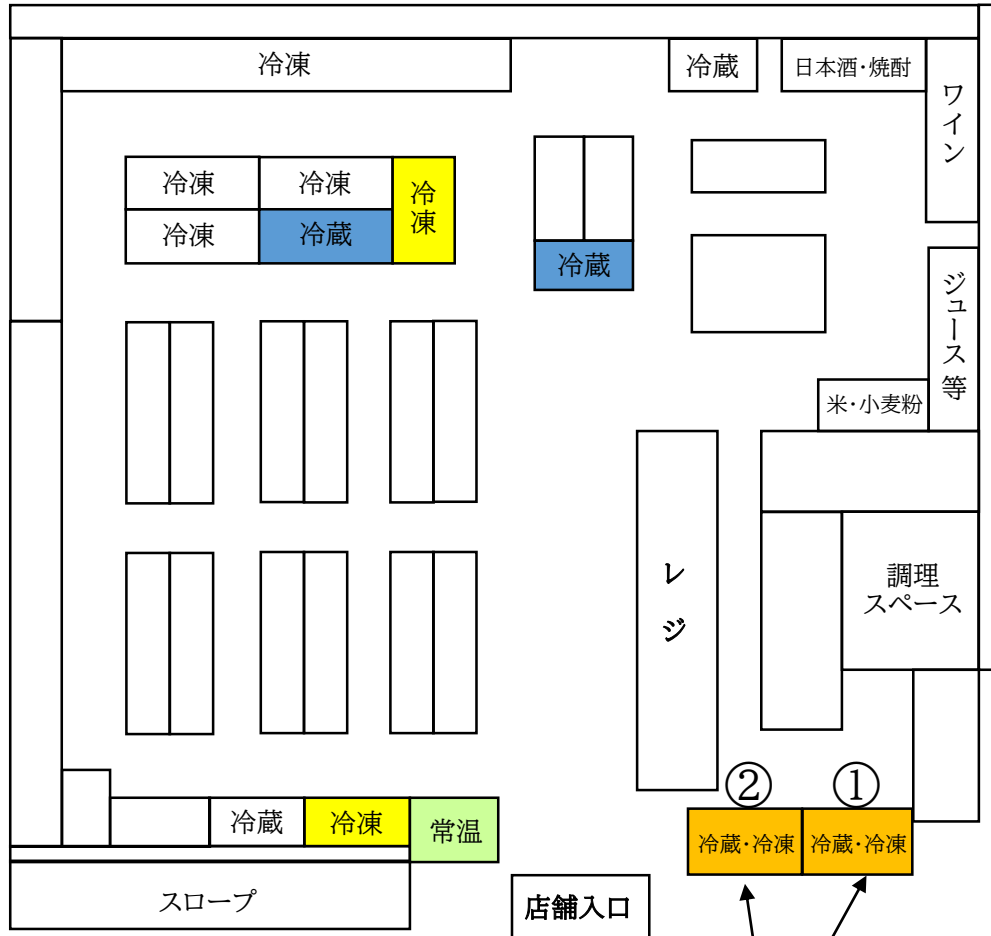 冷凍
冷蔵
日本酒・焼酎
ワイン
冷凍
冷凍
冷凍
冷凍
冷蔵
冷蔵
ジュース等
米・小麦粉
レジ
調理
スペース
②
①
冷蔵
冷凍
常温
冷蔵・冷凍
冷蔵・冷凍
スロープ
店舗入口